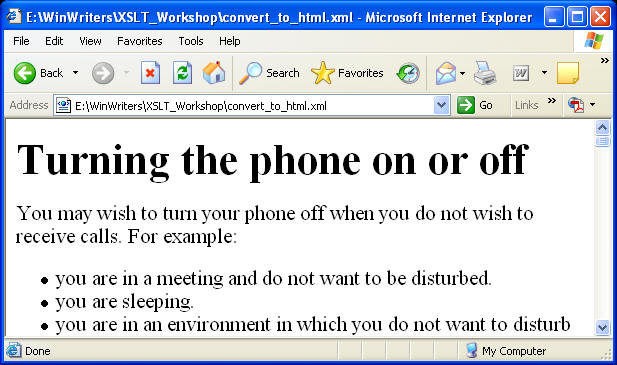 E:\WinWriters\XSLT_Workshop\convert_to_html.xml - Microsoft Internet Explorer
File Edit View Favorites Tools Help
Back Search Favorites W
Address E:\WinWriters\XSLT_Workshop\convert_to_html.xml Go Links
Turning the phone on or off
You may wish to turn your phone off when you do not wish to
receive calls. For example:
• you are in a meeting and do not want to be disturbed.
• you are sleeping.
• you are in an environment in which you do not want to disturb
Done My Computer